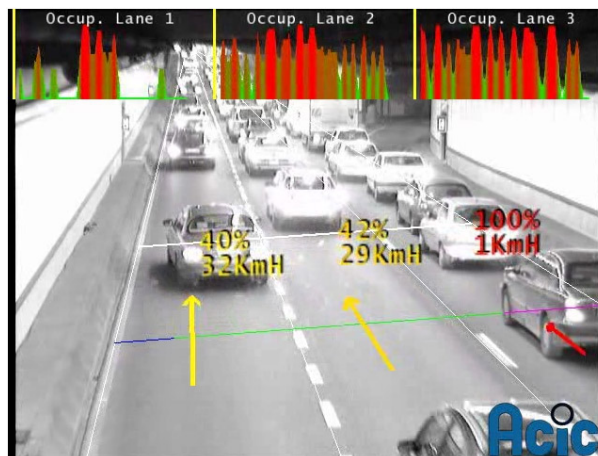 Occup. Lane 1
Occup. Lane 2
Occup. Lane 3
40%
32KmH
42%
29KmH
100%
1KmH
Acic